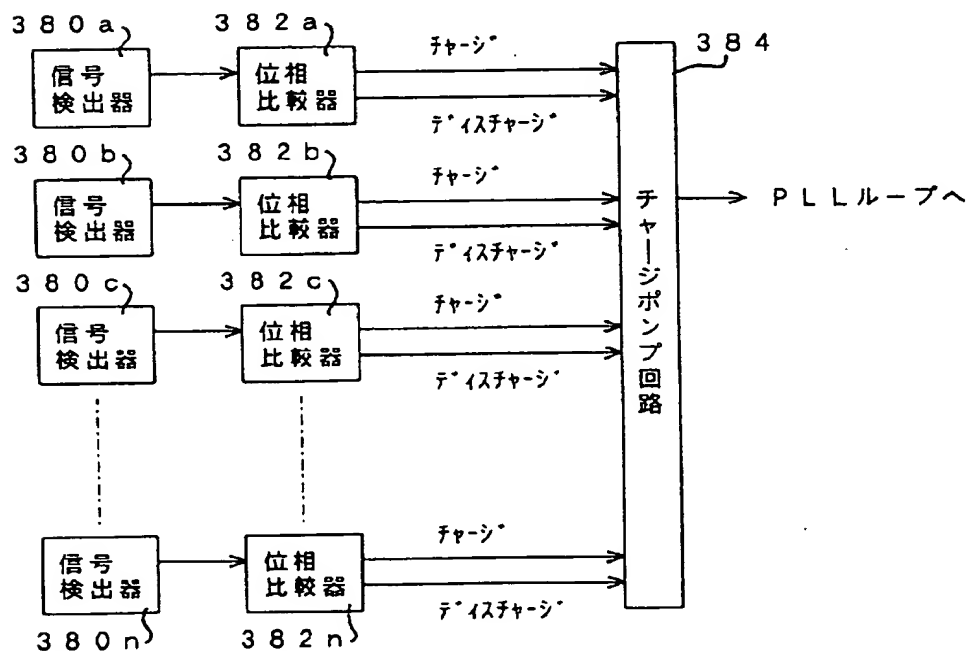 380a
382a
チャージ
384
信号
検出器
位相
比較器
ディスチャージ
380b
382b
チャージ
信号
検出器
位相
比較器
ディスチャージ
チャージポンプ回路
PLLループへ
380c
382c
チャージ
信号
検出器
位相
比較器
ディスチャージ
チャージ
信号
検出器
位相
比較器
ディスチャージ
380n
382n